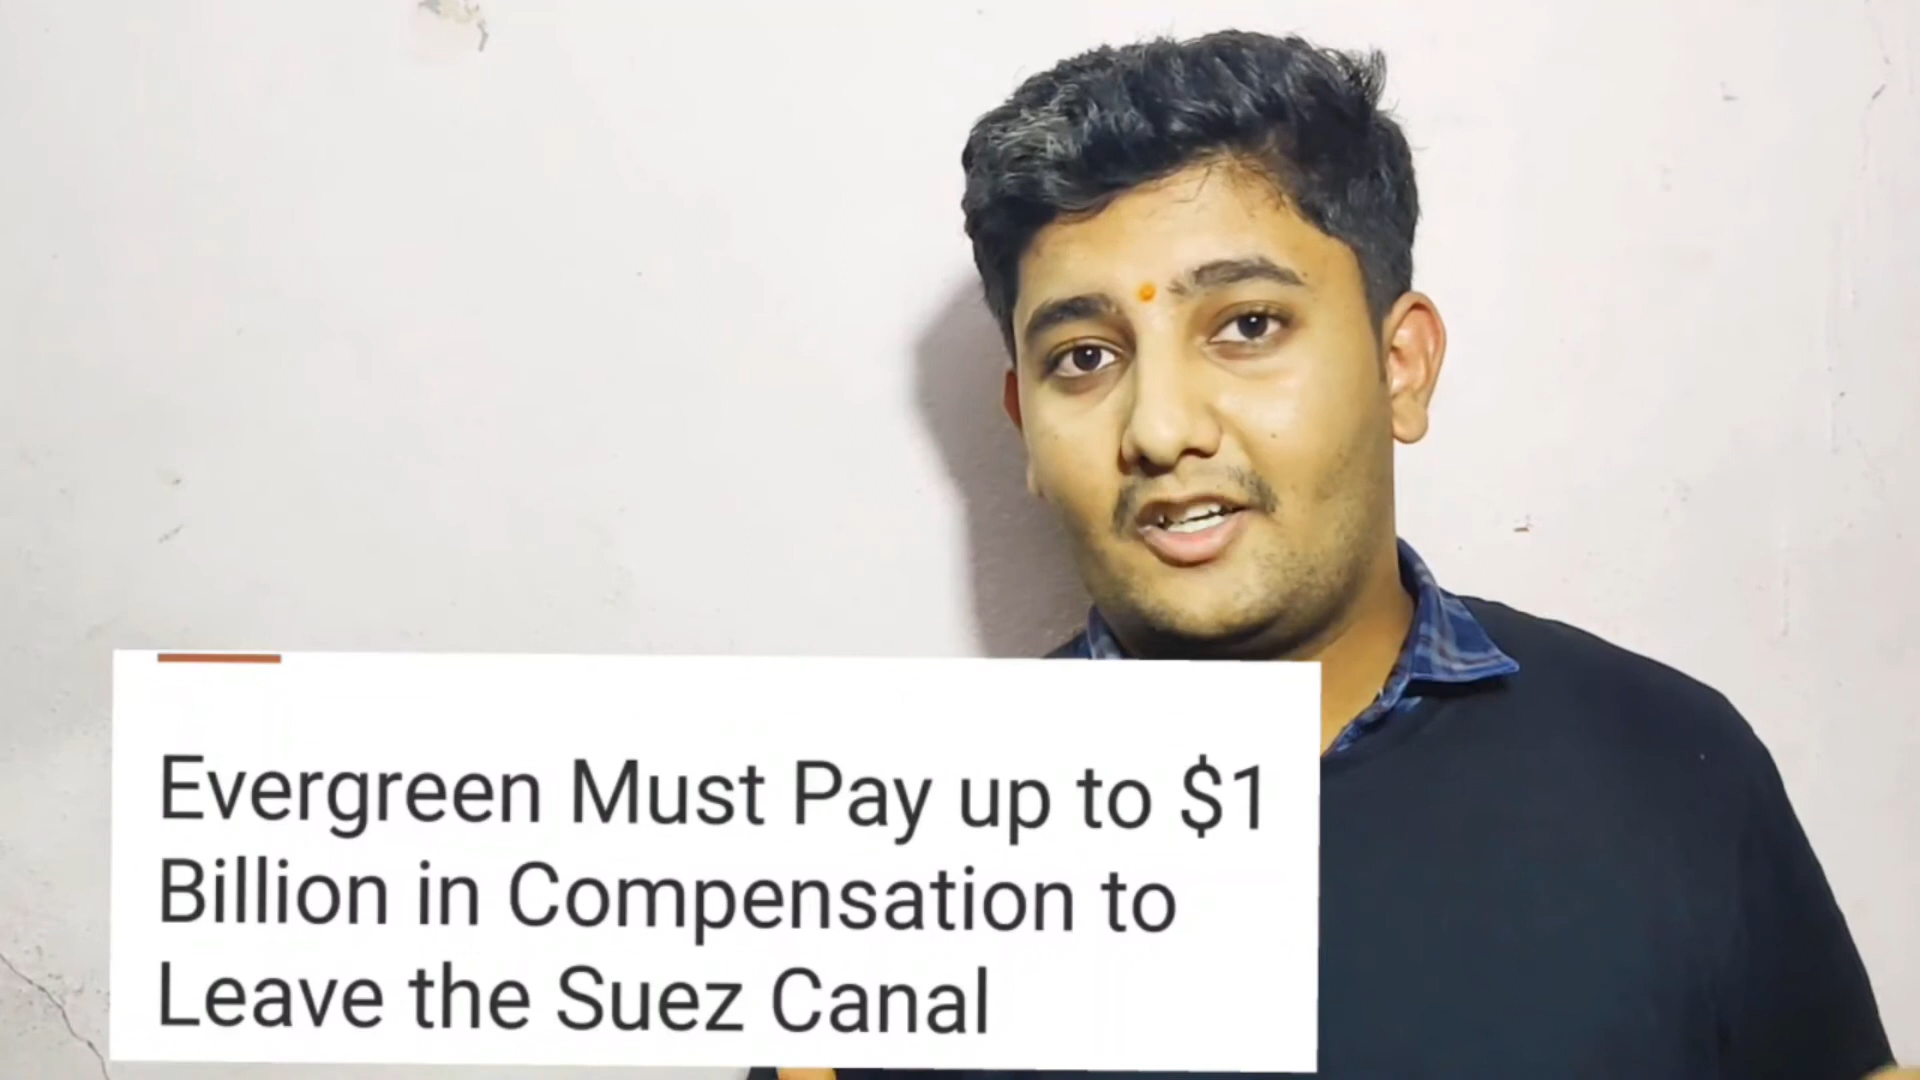 Evergreen Must Pay up to $1
Billion in Compensation to
Leave the Suez Canal